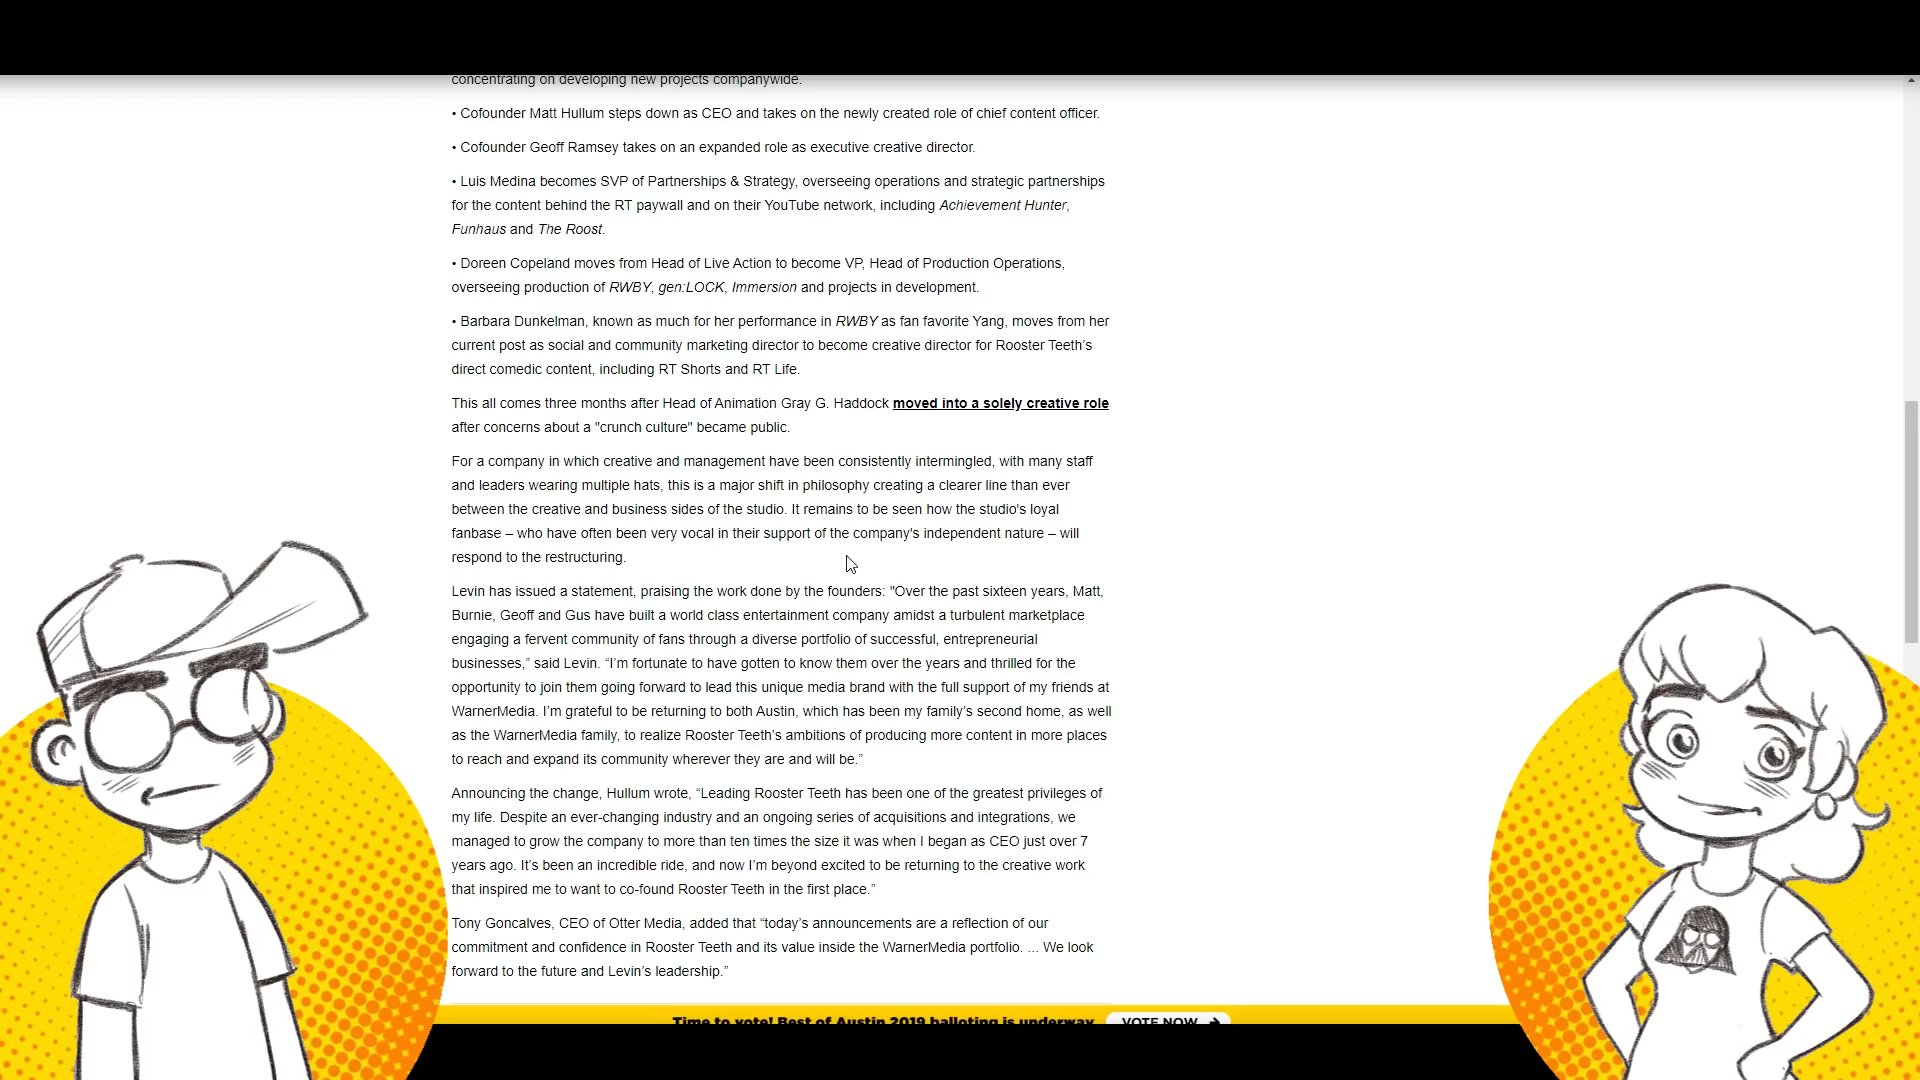 concentrating on developing new projects companywide.
• Cofounder Matt Hullum steps down as CEO and takes on the newly created role of chief content officer.
• Cofounder Geoff Ramsey takes on an expanded role as executive creative director.
• Luis Medina becomes SVP of Partnerships & Strategy, overseeing operations and strategic partnerships
for the content behind the RT paywall and on their YouTube network, including Achievement Hunter,
Funhaus and The Roost.
• Doreen Copeland moves from Head of Live Action to become VP, Head of Production Operations,
overseeing production of RWBY, gen:LOCK, Immersion and projects in development.
• Barbara Dunkelman, known as much for her performance in RWBY as fan favorite Yang, moves from her
current post as social and community marketing director to become creative director for Rooster Teeth’s
direct comedic content, including RT Shorts and RT Life.
This all comes three months after Head of Animation Gray G. Haddock moved into a solely creative role
after concerns about a "crunch culture" became public.
For a company in which creative and management have been consistently intermingled, with many staff
and leaders wearing multiple hats, this is a major shift in philosophy creating a clearer line than ever
between the creative and business sides of the studio. It remains to be seen how the studio's loyal
fanbase – who have often been very vocal in their support of the company's independent nature – will
respond to the restructuring.
Levin has issued a statement, praising the work done by the founders: "Over the past sixteen years, Matt,
Burnie, Geoff and Gus have built a world class entertainment company amidst a turbulent marketplace
engaging a fervent community of fans through a diverse portfolio of successful, entrepreneurial
businesses,” said Levin. “I’m fortunate to have gotten to know them over the years and thrilled for the
opportunity to join them going forward to lead this unique media brand with the full support of my friends at
WarnerMedia. I’m grateful to be returning to both Austin, which has been my family’s second home, as well
as the WarnerMedia family, to realize Rooster Teeth’s ambitions of producing more content in more places
to reach and expand its community wherever they are and will be.”
Announcing the change, Hullum wrote, “Leading Rooster Teeth has been one of the greatest privileges of
my life. Despite an ever-changing industry and an ongoing series of acquisitions and integrations, we
managed to grow the company to more than ten times the size it was when I began as CEO just over 7
years ago. It’s been an incredible ride, and now I’m beyond excited to be returning to the creative work
that inspired me to want to co-found Rooster Teeth in the first place.”
Tony Goncalves, CEO of Otter Media, added that “today’s announcements are a reflection of our
commitment and confidence in Rooster Teeth and its value inside the WarnerMedia portfolio. ... We look
forward to the future and Levin’s leadership.”
Time to vote! Best of Austin 2019 balloting is underway VOTE NOW